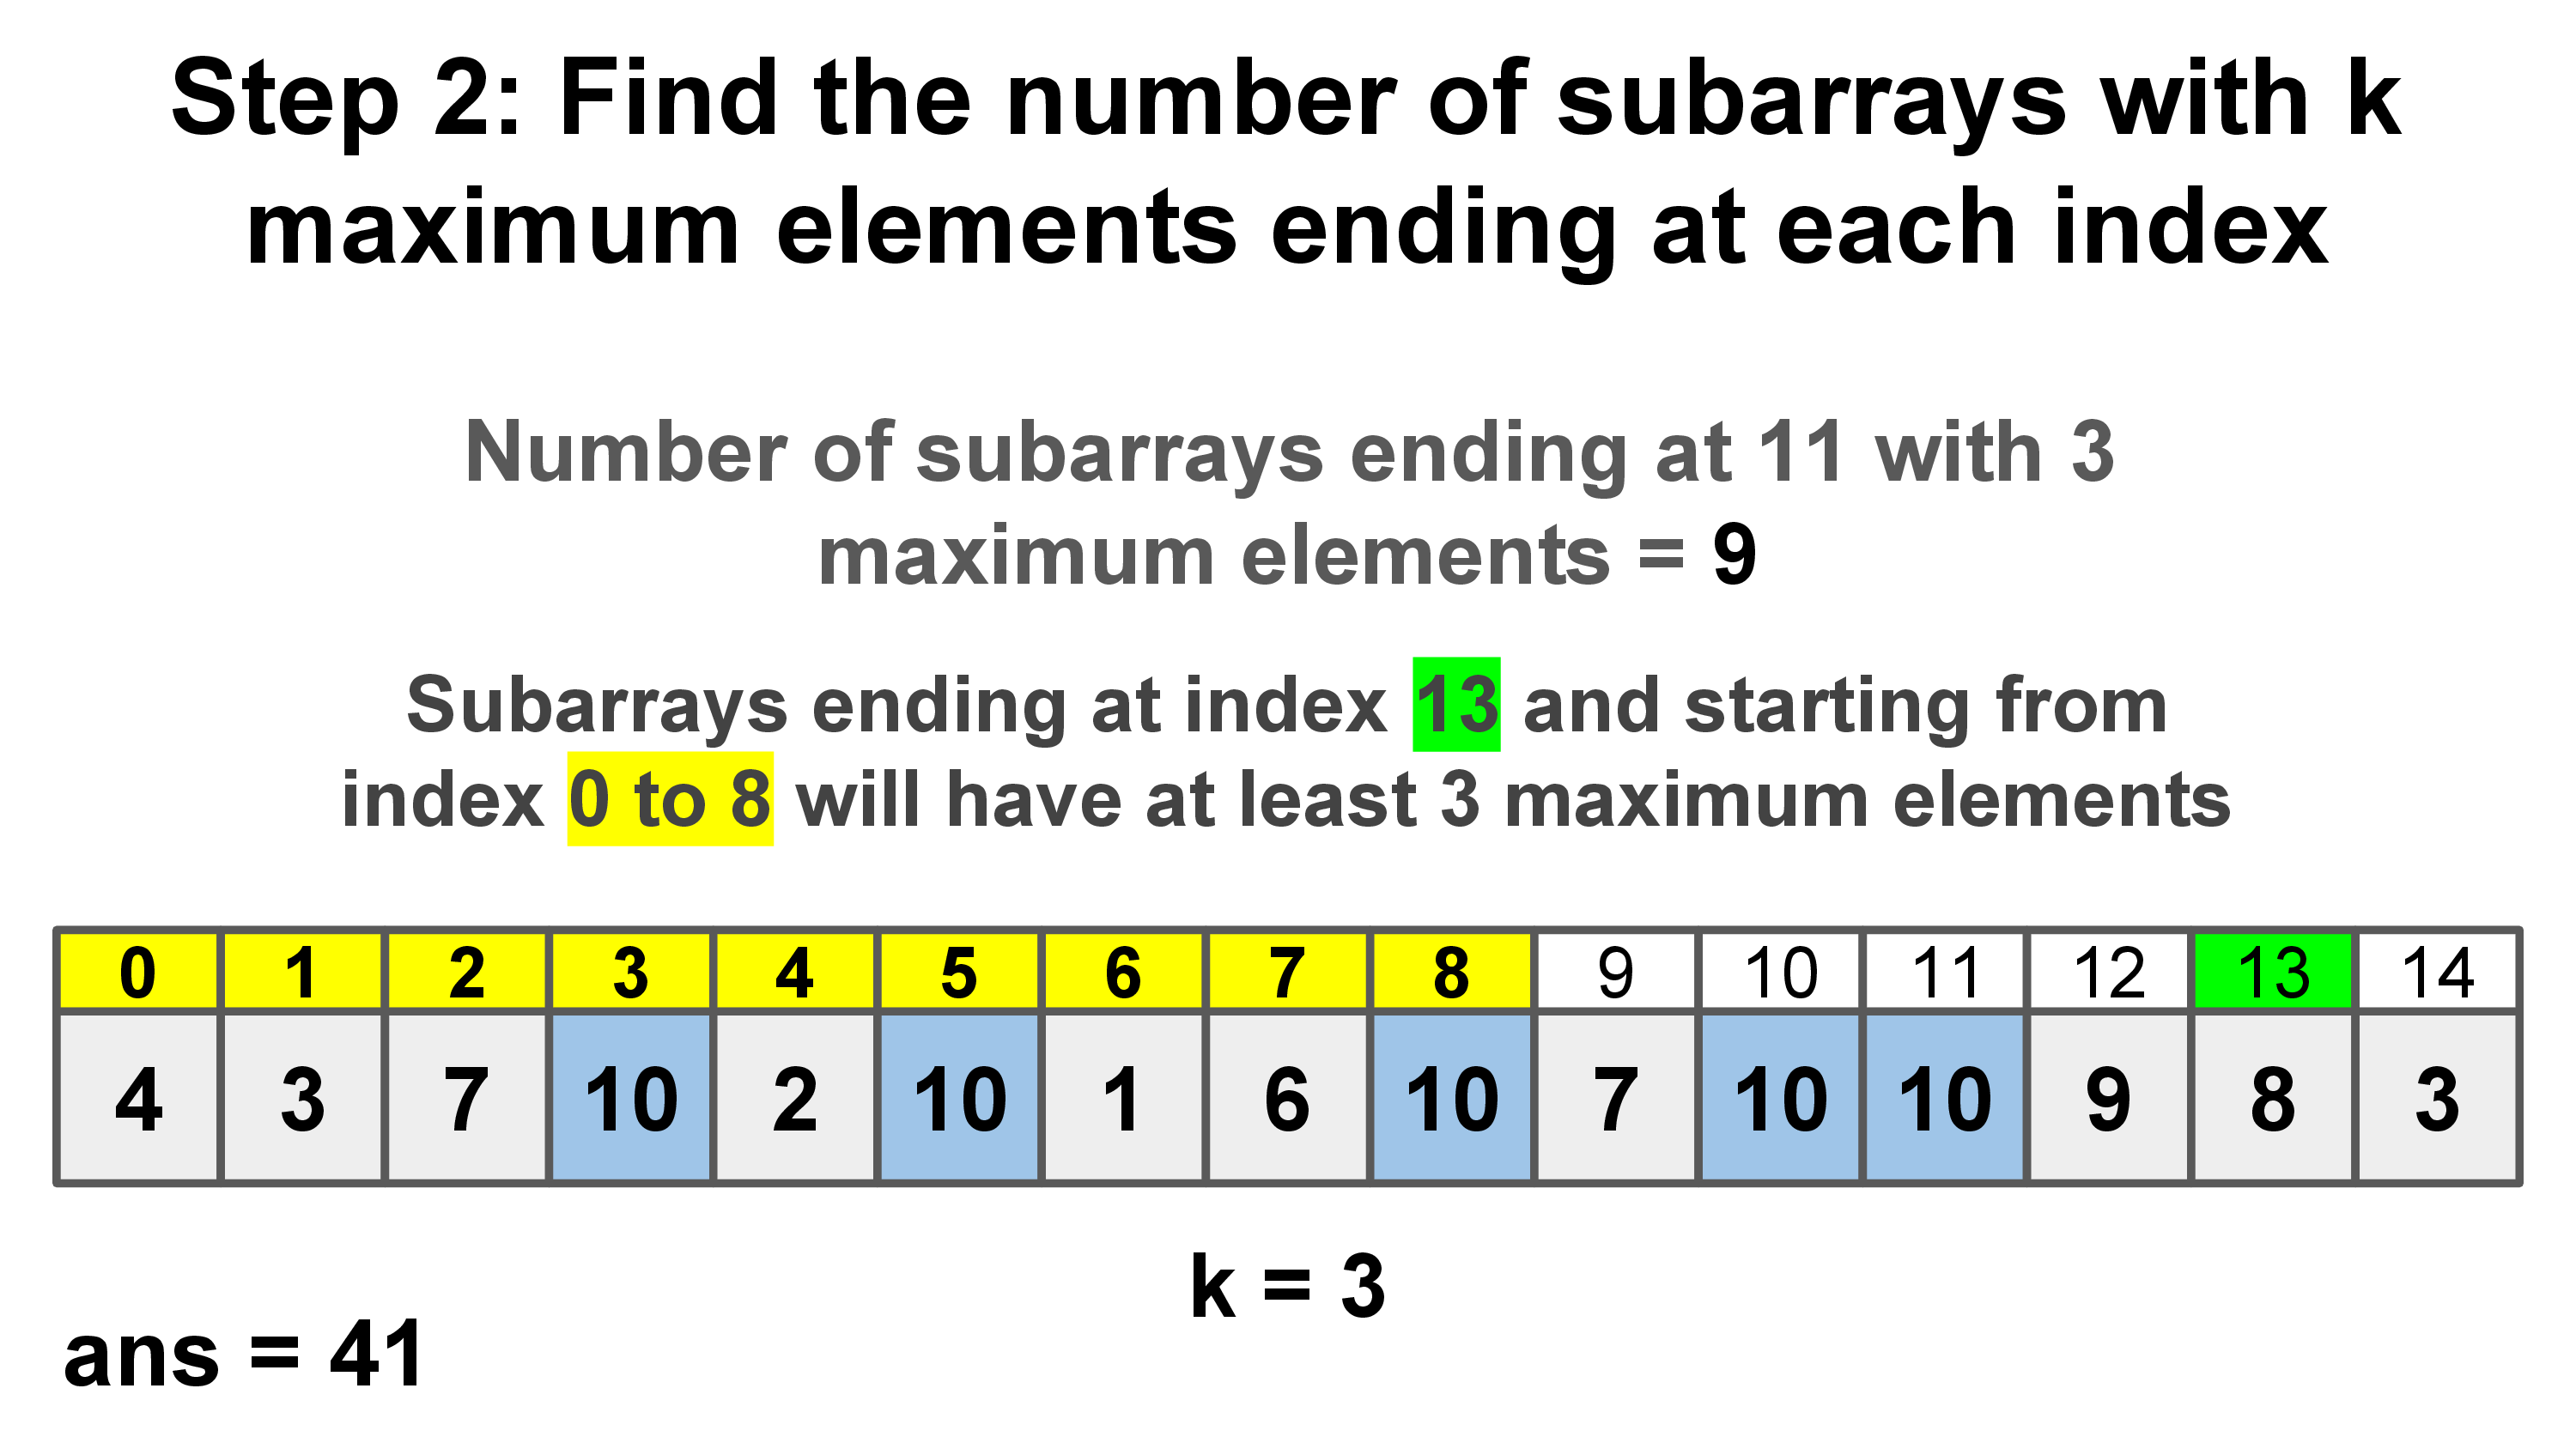 Step 2: Find the number of subarrays with k
maximum elements ending at each index
Number of subarrays ending at 11 with 3
maximum elements = 9
Subarrays ending at index 13 and starting from
index 0 to 8 will have at least 3 maximum elements
0 1 2 3 4 5 6 7 8 9 10 11 12 13 14
4 3 7 10 2 10 1 6 10 7 10 10 9 8 3
k = 3
ans = 41